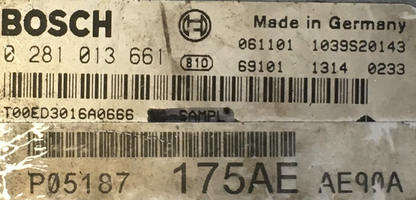 BOSCH Made in Germany
0 281 013 661 061101 1039S20143
810 69101 1314 0233
T00ED3016A0666 SAMPL
P05187 175AE AE90A